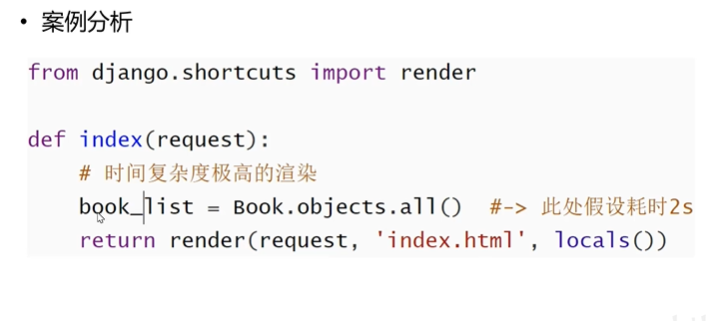 • 案例分析
from django.shortcuts import render
def index(request):
# 时间复杂度极高的渲染
book_list = Book.objects.all() #-> 此处假设耗时2s
return render(request, 'index.html', locals())